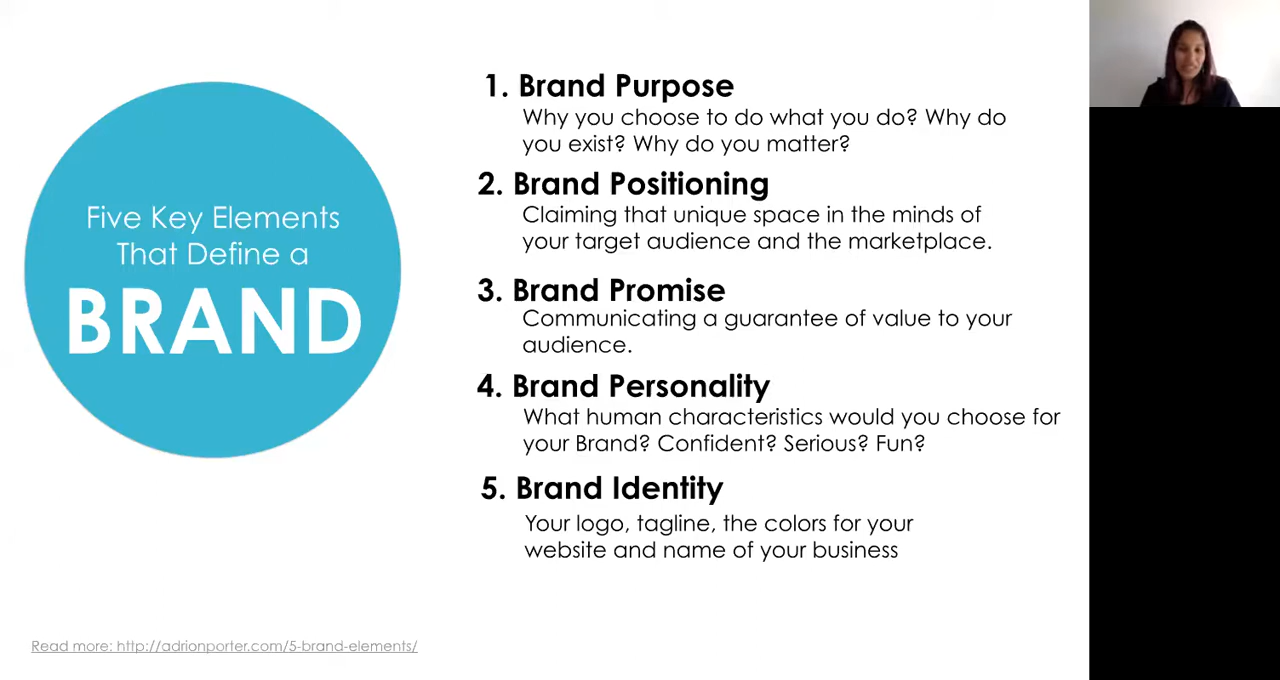 Five Key Elements
That Define a
BRAND
1. Brand Purpose
Why you choose to do what you do? Why do
you exist? Why do you matter?
2. Brand Positioning
Claiming that unique space in the minds of
your target audience and the marketplace.
3. Brand Promise
Communicating a guarantee of value to your
audience.
4. Brand Personality
What human characteristics would you choose for
your Brand? Confident? Serious? Fun?
5. Brand Identity
Your logo, tagline, the colors for your
website and name of your business
Read more: http://adrionporter.com/5-brand-elements/